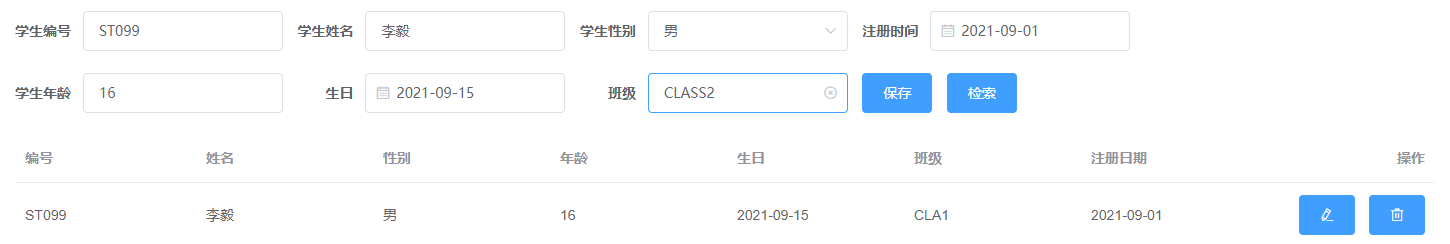 学生编号 ST099 学生姓名 李毅 学生性别 男 注册时间 2021-09-01
学生年龄 16 生日 2021-09-15 班级 CLASS2 保存 检索
编号 姓名 性别 年龄 生日 班级 注册日期 操作
ST099 李毅 男 16 2021-09-15 CLA1 2021-09-01